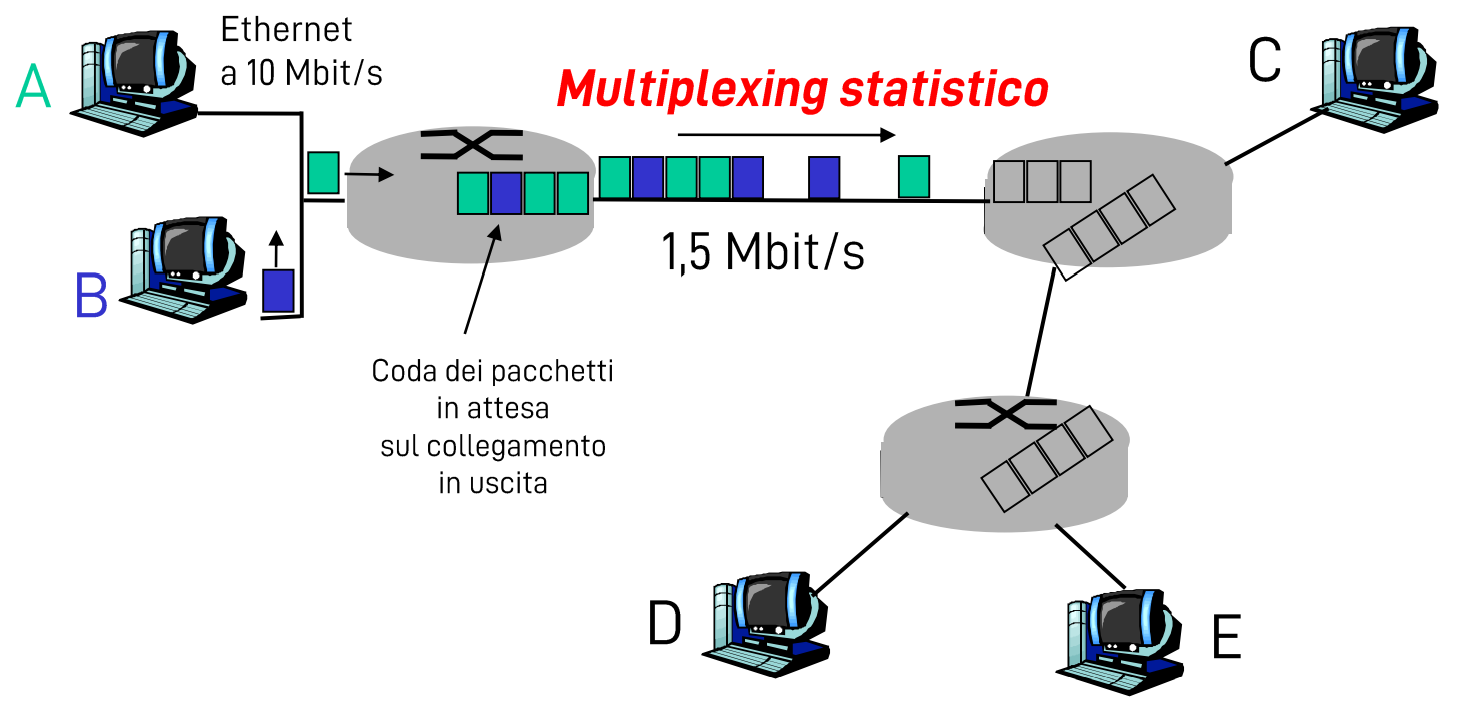 Ethernet
a 10 Mbit/s
A
Multiplexing statistico
C
1,5 Mbit/s
B
Coda dei pacchetti
in attesa
sul collegamento
in uscita
D
E